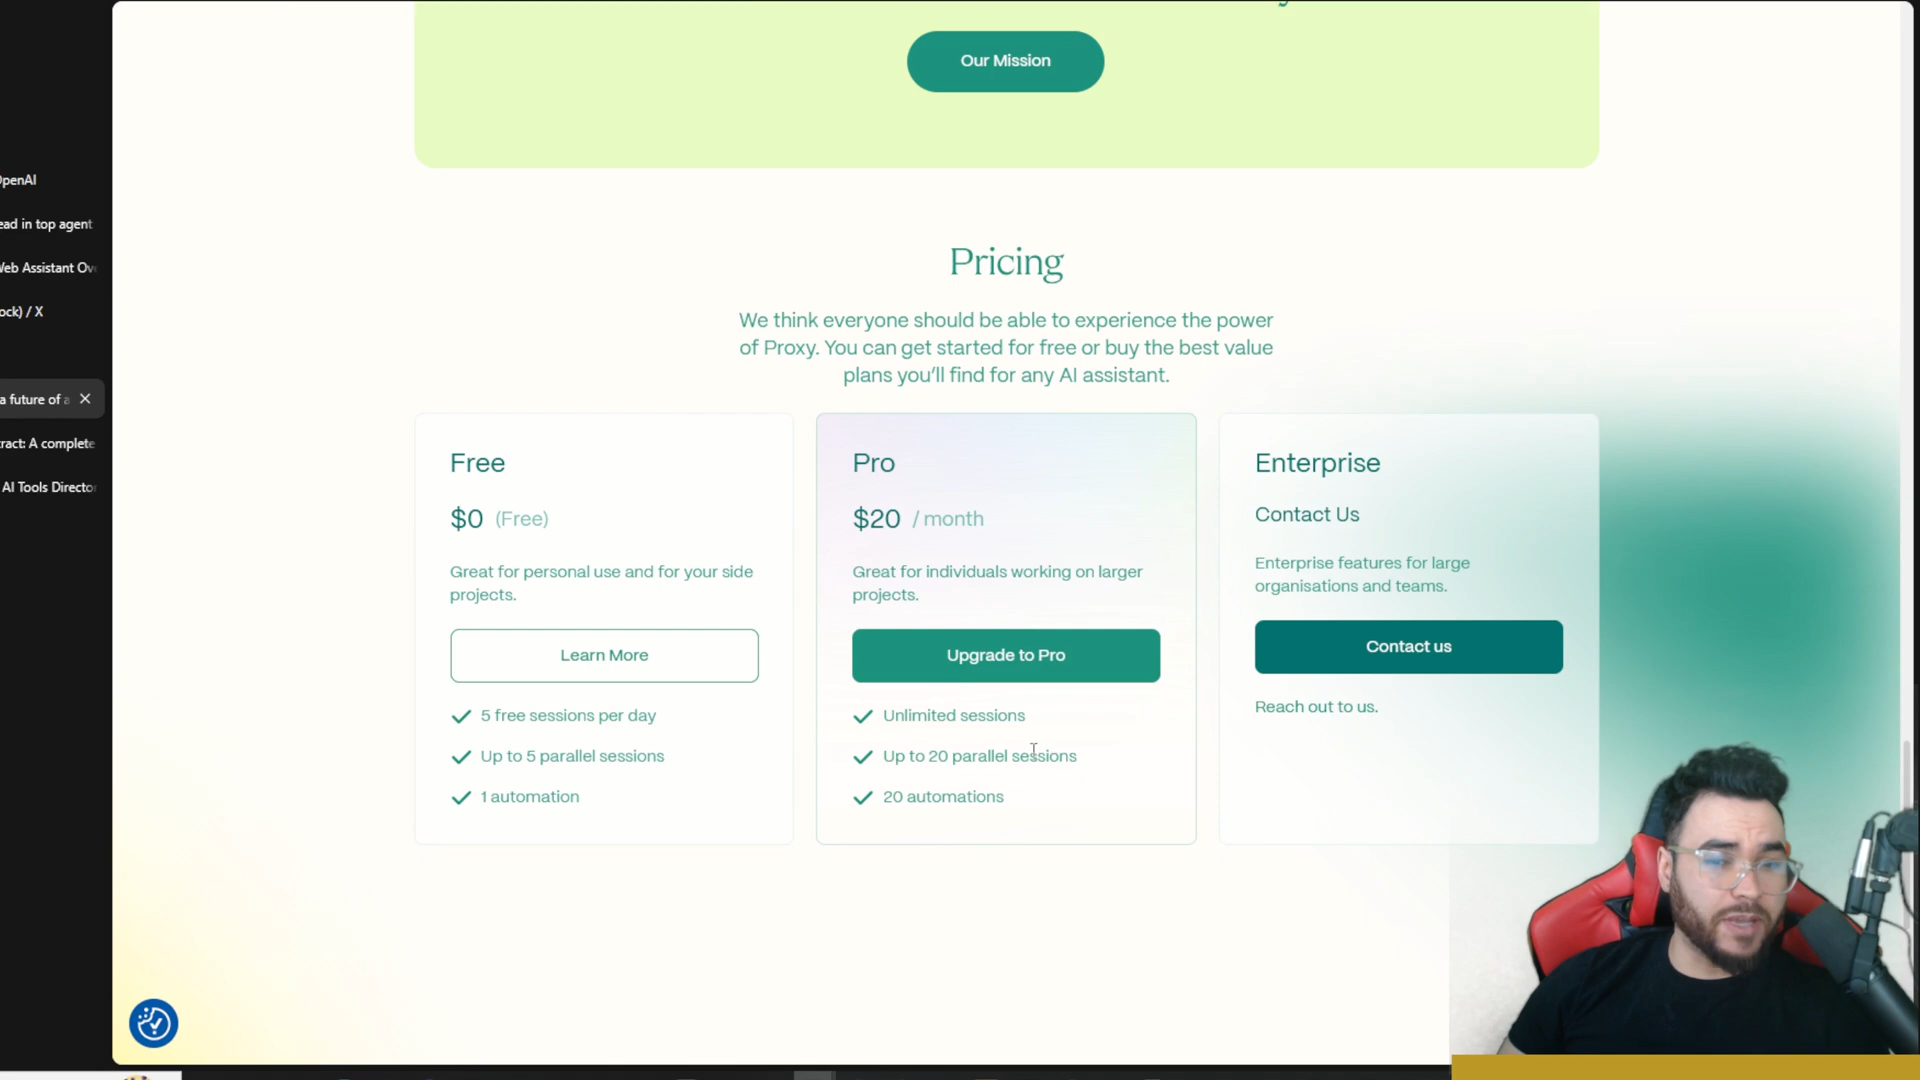 Our Mission
OpenAI
ead in top agent
Web Assistant Ov
ock) / X
a future of a
ract: A complete
AI Tools Director
Pricing
We think everyone should be able to experience the power
of Proxy. You can get started for free or buy the best value
plans you'll find for any AI assistant.
Free
$0 (Free)
Great for personal use and for your side
projects.
Learn More
5 free sessions per day
Up to 5 parallel sessions
1 automation
Pro
$20 / month
Great for individuals working on larger
projects.
Upgrade to Pro
Unlimited sessions
Up to 20 parallel sessions
20 automations
Enterprise
Contact Us
Enterprise features for large
organisations and teams.
Contact us
Reach out to us.